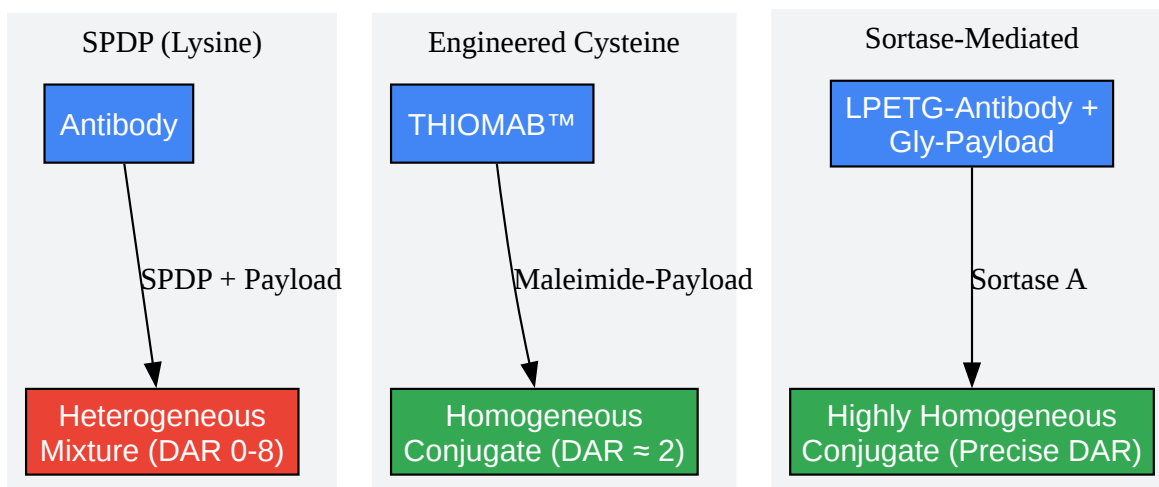 SPDP (Lysine)
Antibody
SPDP + Payload
Heterogeneous
Mixture (DAR 0-8)
Engineered Cysteine
THIOMAB™
Maleimide-Payload
Homogeneous
Conjugate (DAR ≈ 2)
Sortase-Mediated
LPETG-Antibody +
Gly-Payload
Sortase A
Highly Homogeneous
Conjugate (Precise DAR)